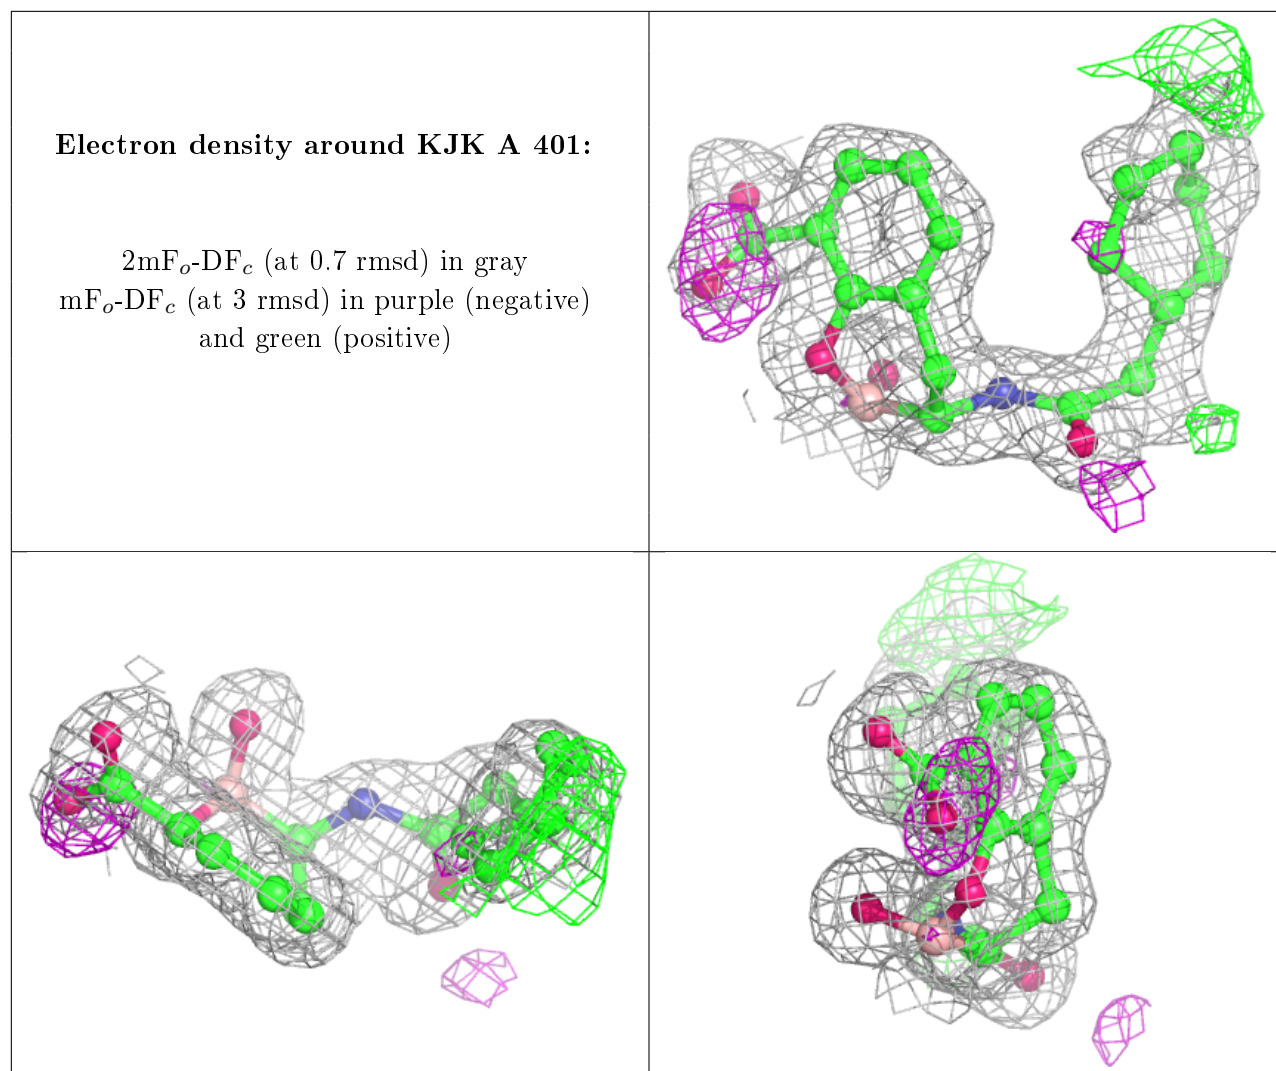 Electron density around KJK A 401:
2mFo-DFc (at 0.7 rmsd) in gray
mFo-DFc (at 3 rmsd) in purple (negative)
and green (positive)